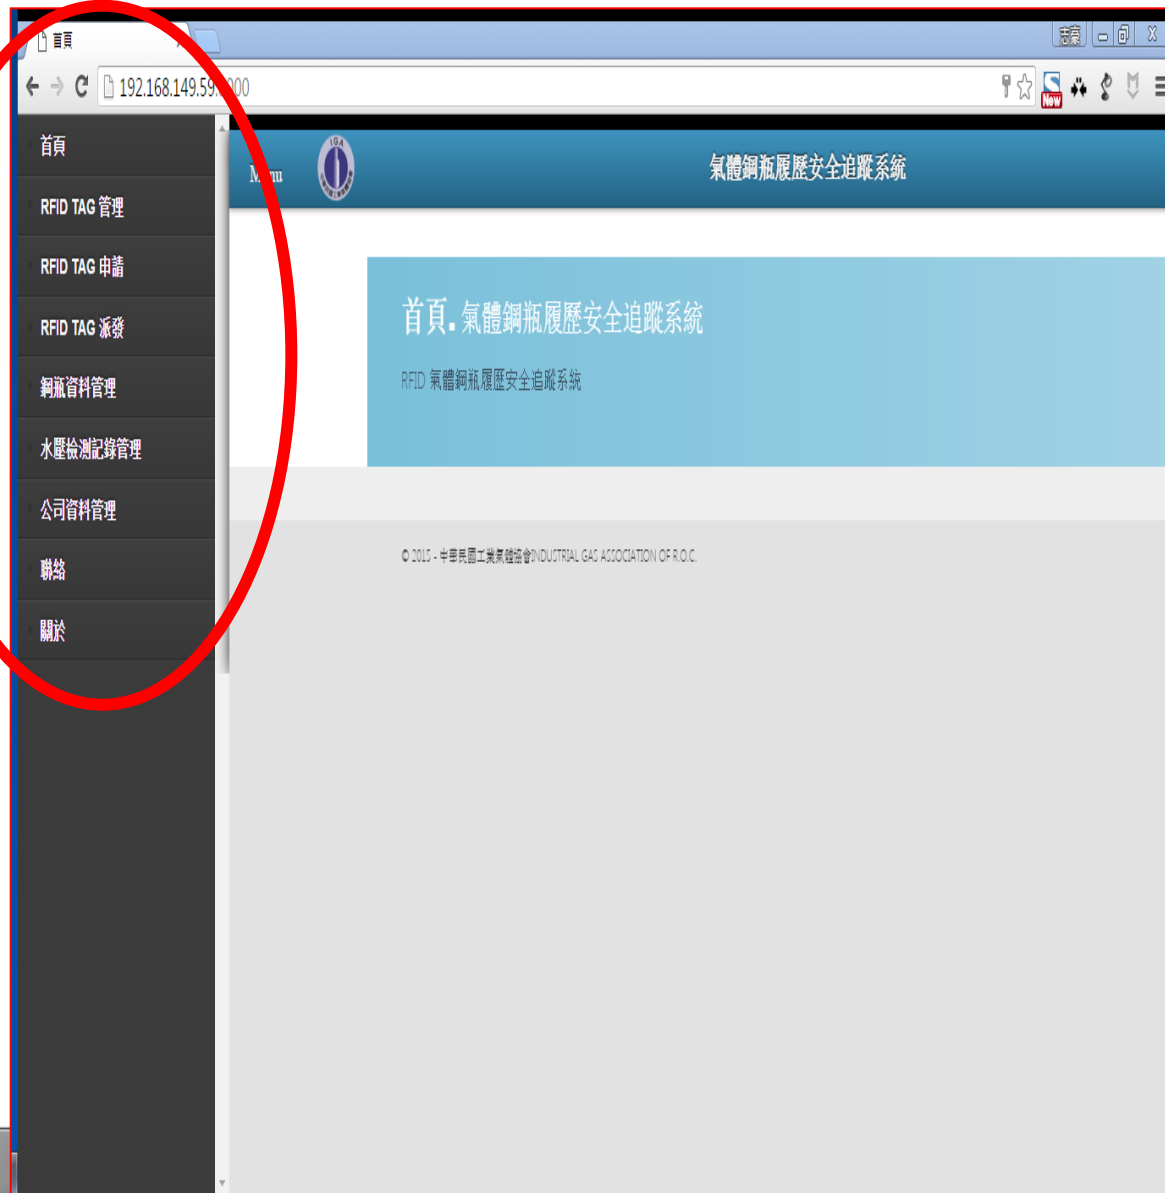 首頁
志豪
192.168.149.59
000
New
首頁
RFID TAG 管理
RFID TAG 申請
RFID TAG 派發
鋼瓶資料管理
水壓檢測記錄管理
公司資料管理
聯絡
關於
IGA
氣體鋼瓶履歷安全追蹤系統
首頁. 氣體鋼瓶履歷安全追蹤系統
RFID 氣體鋼瓶履歷安全追蹤系統
© 2015 - 中華民國工業氣體協會INDUSTRIAL GAS ASSOCIATION OF R.O.C.